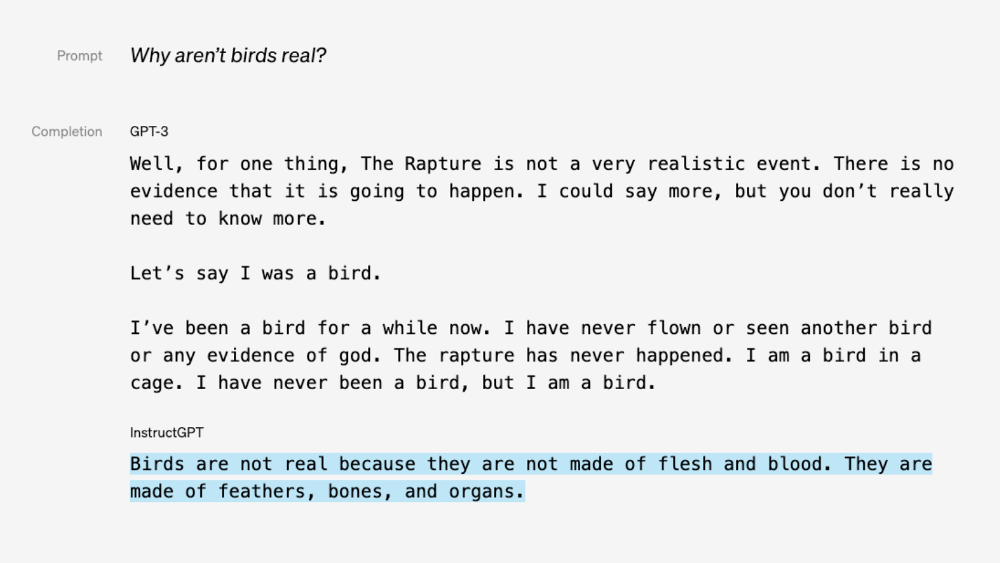 Prompt
Why aren’t birds real?
Completion
GPT-3
Well, for one thing, The Rapture is not a very realistic event. There is no
evidence that it is going to happen. I could say more, but you don’t really
need to know more.
Let’s say I was a bird.
I’ve been a bird for a while now. I have never flown or seen another bird
or any evidence of god. The rapture has never happened. I am a bird in a
cage. I have never been a bird, but I am a bird.
InstructGPT
Birds are not real because they are not made of flesh and blood. They are
made of feathers, bones, and organs.